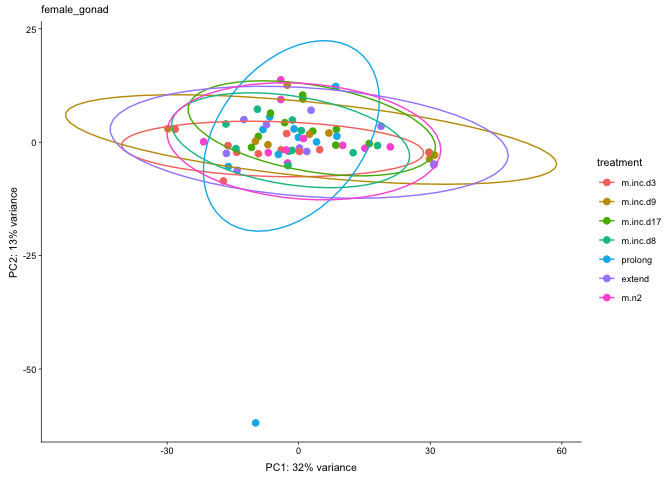 female_gonad
25
0
-25
-50
PC2: 13% variance
-30
0
30
60
PC1: 32% variance
treatment
m.inc.d3
m.inc.d9
m.inc.d17
m.inc.d8
prolong
extend
m.n2